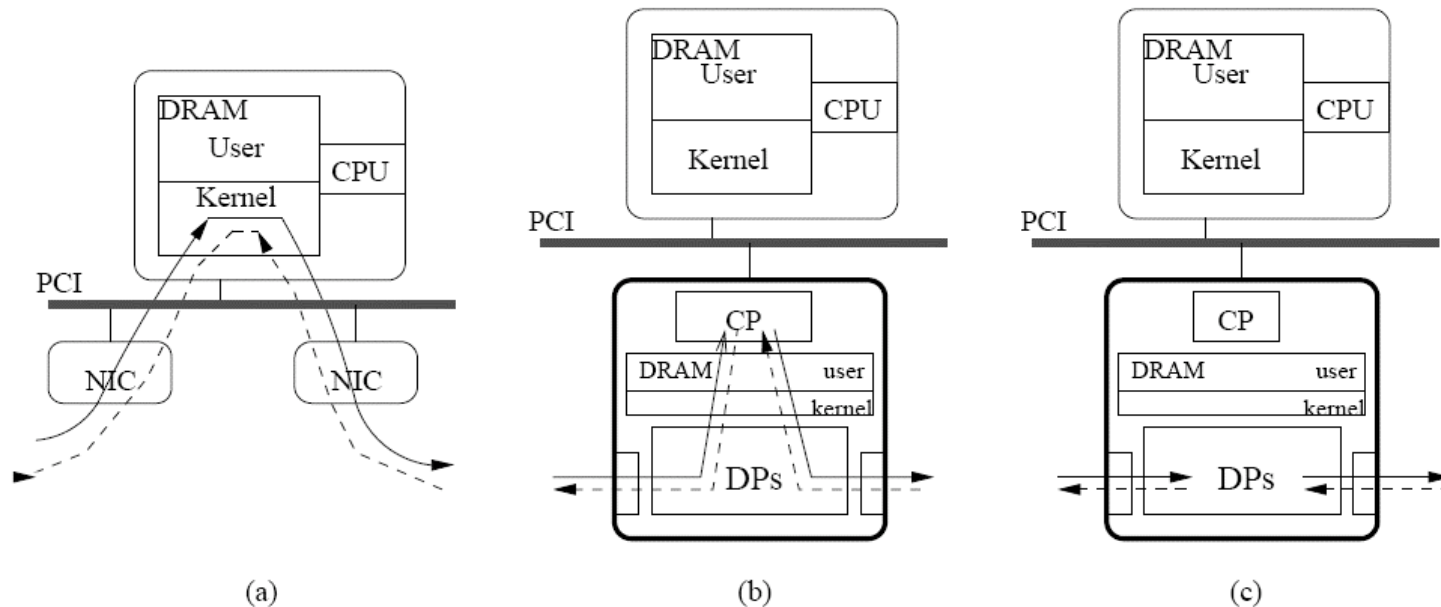 DRAM
User
CPU
Kernel
PCI
NIC
NIC
(a)
DRAM
User
CPU
Kernel
PCI
CP
DRAM user
kernel
DPs
(b)
DRAM
User
CPU
Kernel
PCI
CP
DRAM user
kernel
DPs
(c)